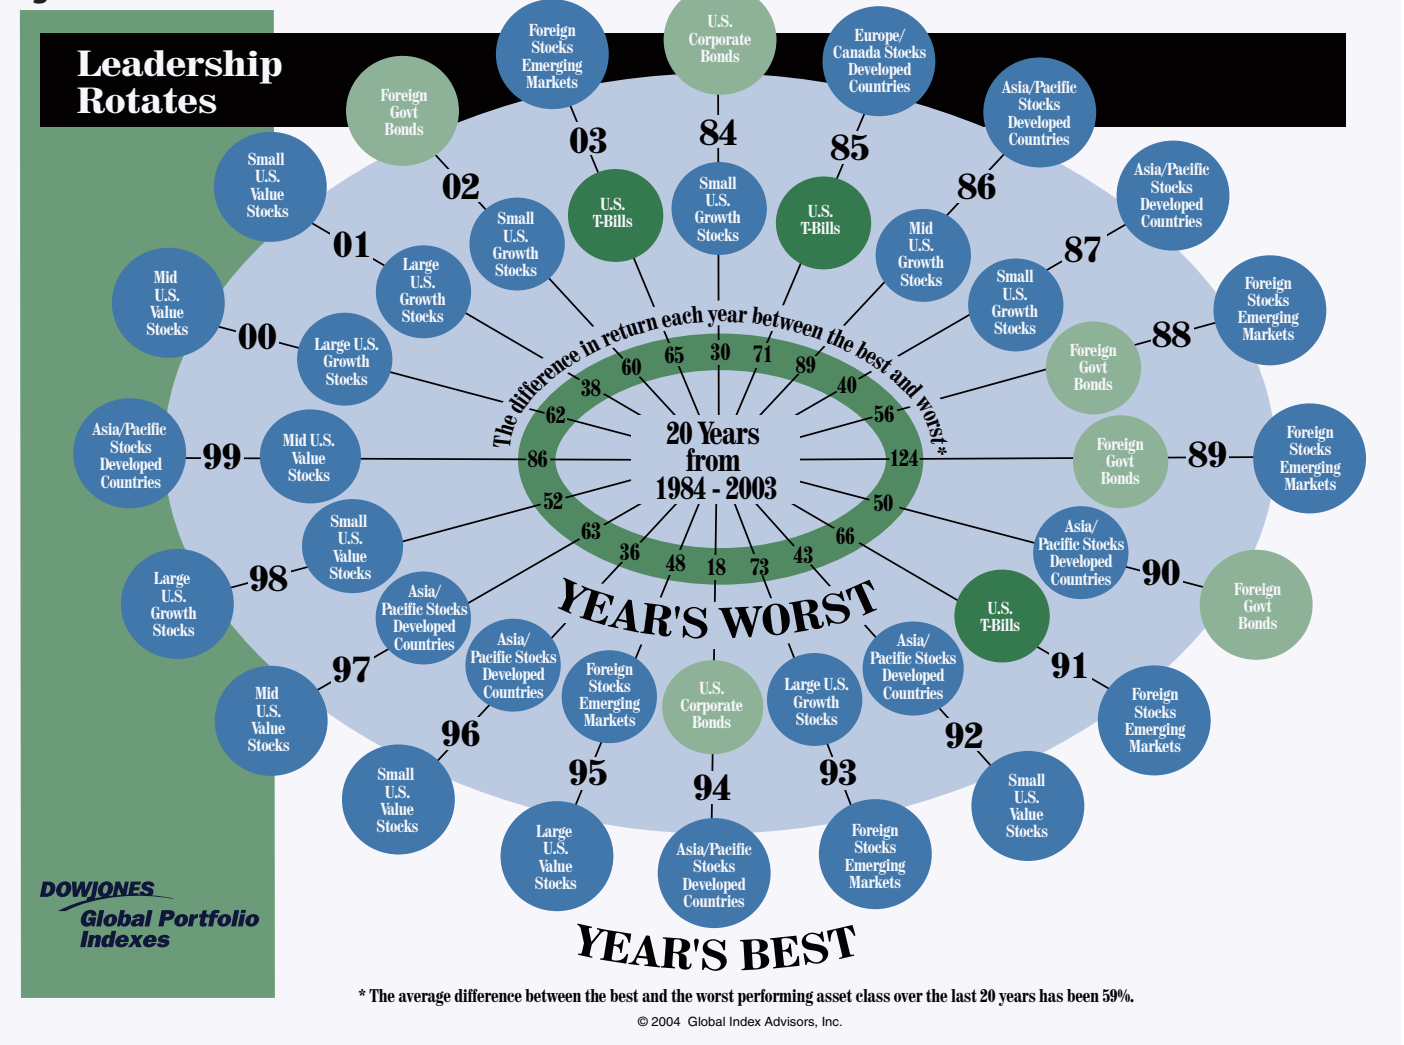 Leadership
Rotates
U.S.
Corporate
Bonds
84
Small
U.S.
Growth
Stocks
30
Europe/
Canada Stocks
Developed
Countries
85
U.S.
T-Bills
71
Asia/Pacific
Stocks
Developed
Countries
86
Mid
U.S.
Growth
Stocks
89
Asia/Pacific
Stocks
Developed
Countries
87
Small
U.S.
Growth
Stocks
40
Foreign
Stocks
Emerging
Markets
88
Foreign
Govt
Bonds
56
Foreign
Stocks
Emerging
Markets
89
Foreign
Govt
Bonds
124
Foreign
Govt
Bonds
90
Asia/
Pacific Stocks
Developed
Countries
50
Foreign
Stocks
Emerging
Markets
91
U.S.
T-Bills
66
Small
U.S.
Value
Stocks
92
Asia/
Pacific Stocks
Developed
Countries
43
Foreign
Stocks
Emerging
Markets
93
Large U.S.
Growth
Stocks
73
Asia/Pacific
Stocks
Developed
Countries
94
U.S.
Corporate
Bonds
18
Large
U.S.
Value
Stocks
95
Foreign
Stocks
Emerging
Markets
48
Small
U.S.
Value
Stocks
96
Asia/
Pacific Stocks
Developed
Countries
36
Mid
U.S.
Value
Stocks
97
Asia/
Pacific Stocks
Developed
Countries
63
Large
U.S.
Growth
Stocks
98
Small
U.S.
Value
Stocks
52
Asia/Pacific
Stocks
Developed
Countries
99
Mid U.S.
Value
Stocks
86
Mid
U.S.
Value
Stocks
00
Large U.S.
Growth
Stocks
62
Small
U.S.
Value
Stocks
01
Large
U.S.
Growth
Stocks
38
Foreign
Govt
Bonds
02
Small
U.S.
Growth
Stocks
60
Foreign
Stocks
Emerging
Markets
03
U.S.
T-Bills
65
The difference in return each year between the best and worst*
20 Years
from
1984 - 2003
YEAR'S WORST
YEAR'S BEST
DOWJONES
Global Portfolio
Indexes
* The average difference between the best and the worst performing asset class over the last 20 years has been 59%.
© 2004 Global Index Advisors, Inc.